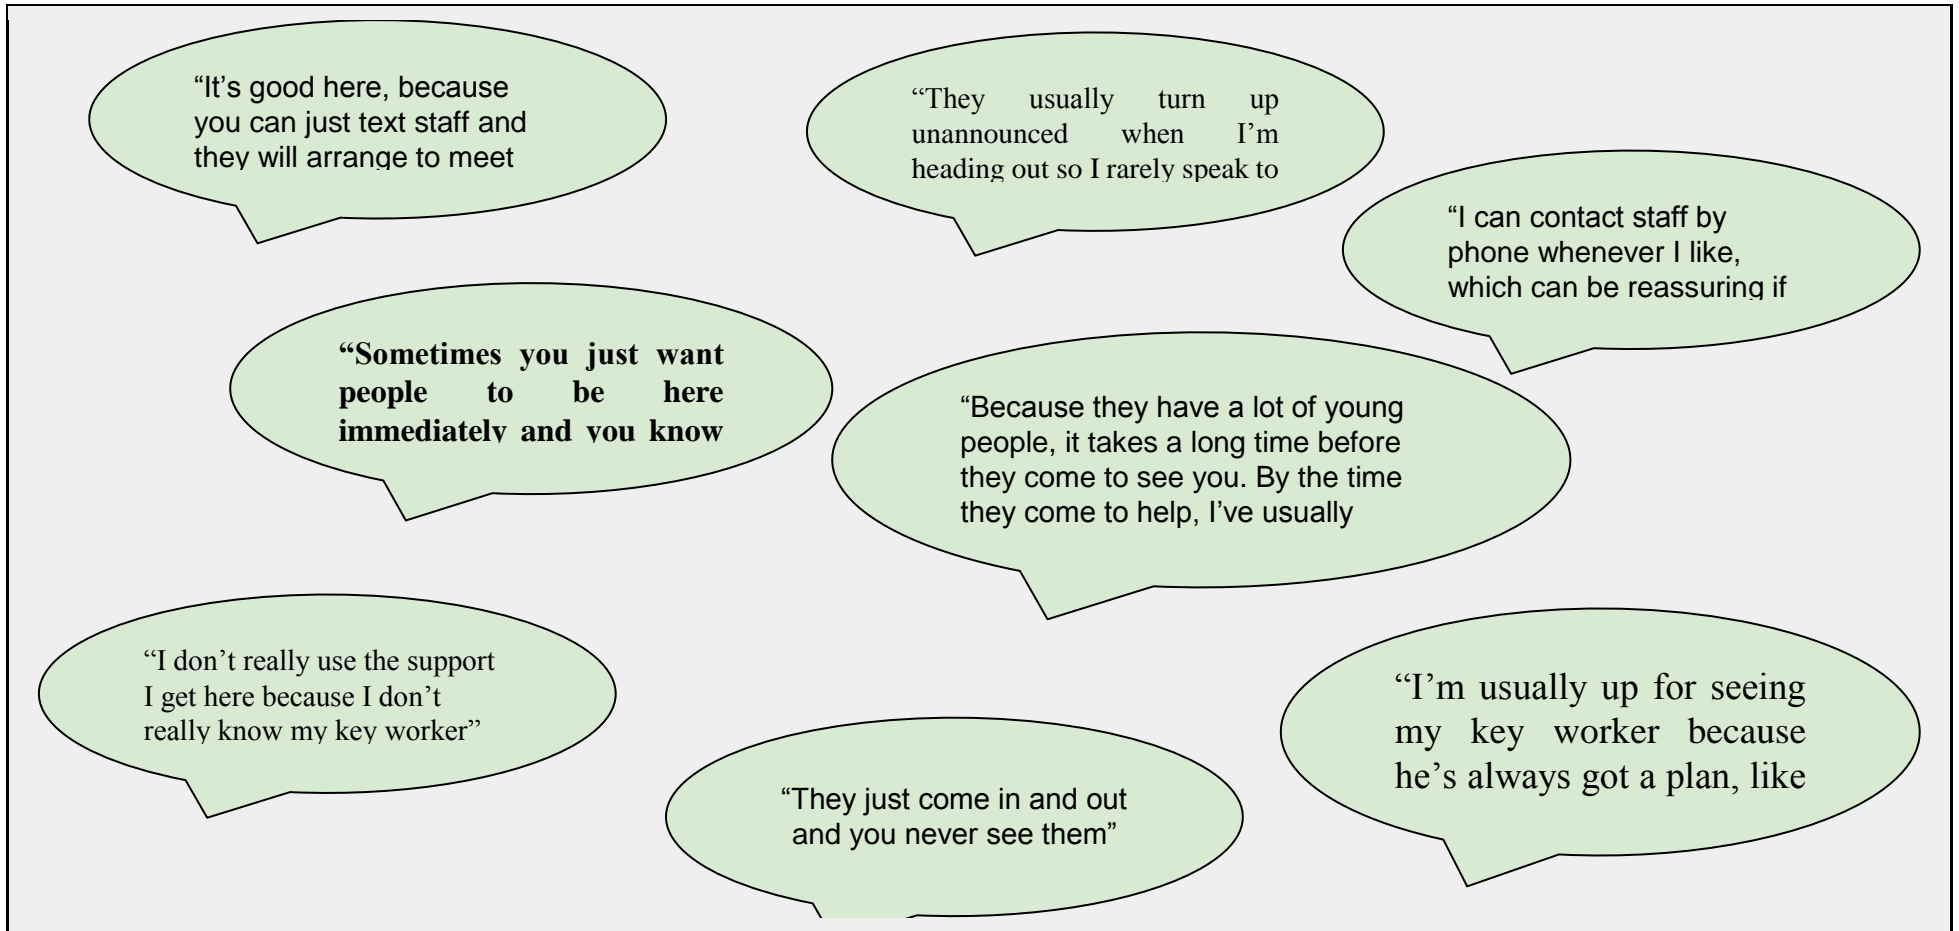 “It’s good here, because
you can just text staff and
they will arrange to meet
“They usually turn up
unannounced when I’m
heading out so I rarely speak to
“I can contact staff by
phone whenever I like,
which can be reassuring if
“Sometimes you just want
people to be here
immediately and you know
“Because they have a lot of young
people, it takes a long time before
they come to see you. By the time
they come to help, I’ve usually
“I don’t really use the support
I get here because I don’t
really know my key worker”
“They just come in and out
and you never see them”
“I’m usually up for seeing
my key worker because
he’s always got a plan, like